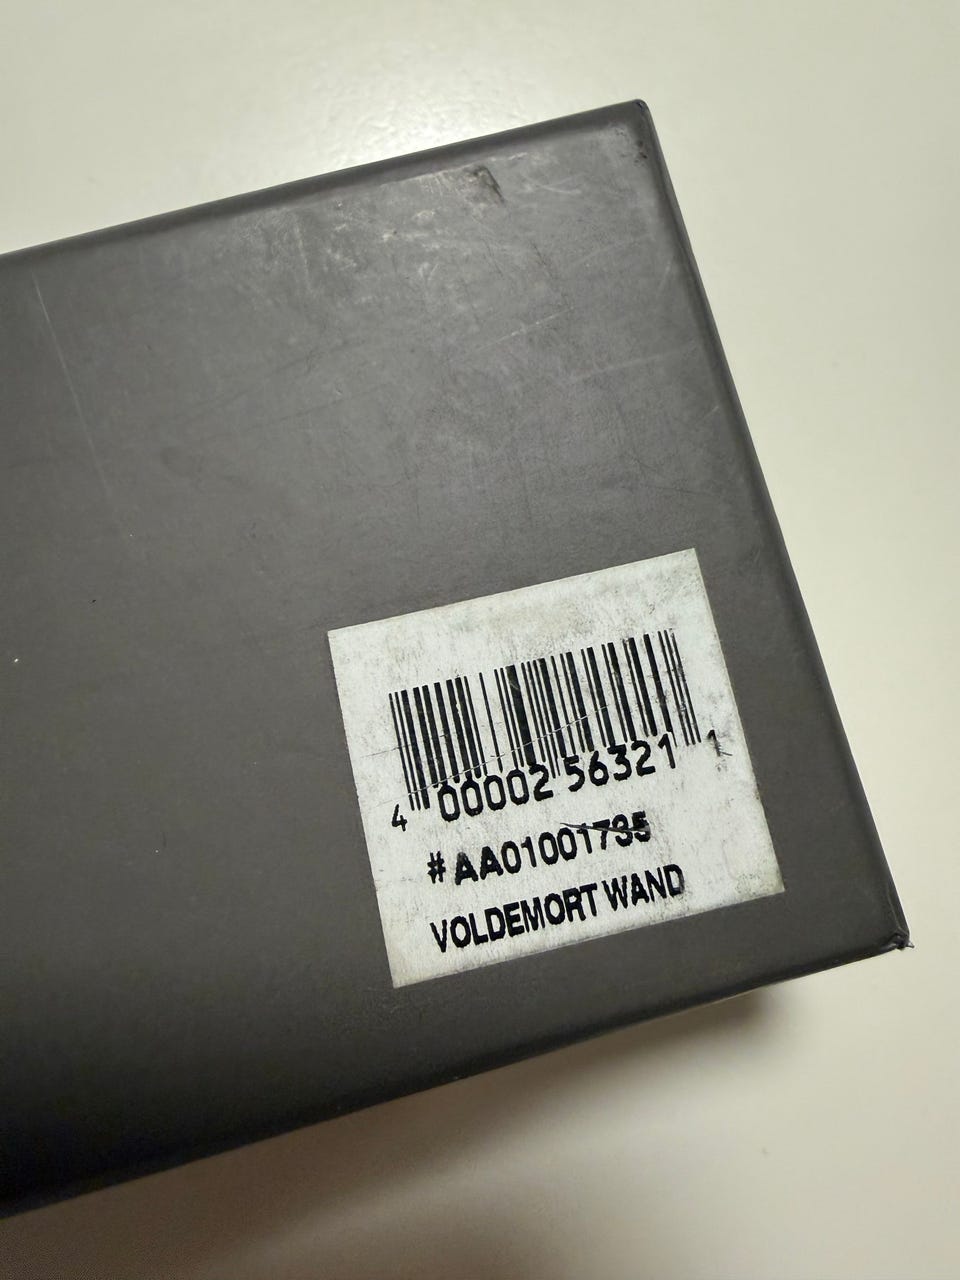 4 00002 56321 1
#AA01001735
VOLDEMORT WAND